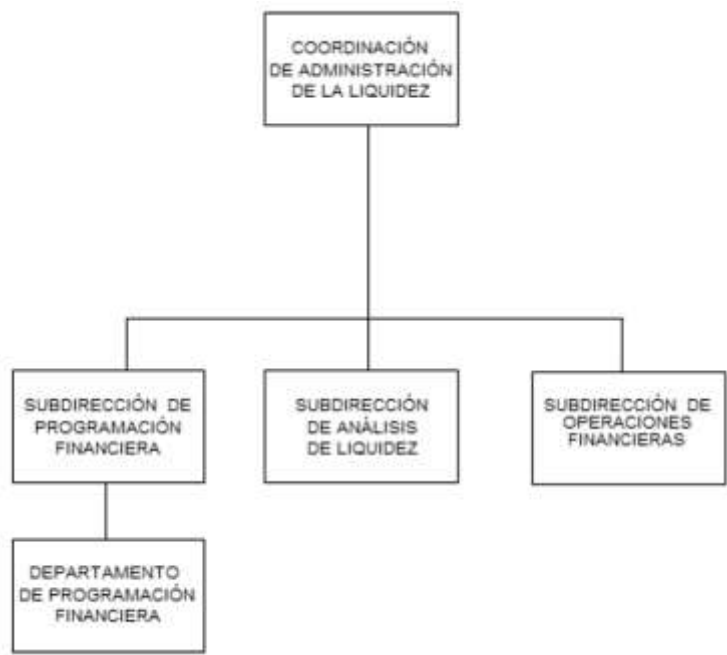 COORDINACIÓN
DE ADMINISTRACIÓN
DE LA LIQUIDEZ
SUBDIRECCIÓN DE
PROGRAMACIÓN
FINANCIERA
SUBDIRECCIÓN
DE ANÁLISIS
DE LIQUIDEZ
SUBDIRECCIÓN DE
OPERACIONES
FINANCIERAS
DEPARTAMENTO
DE PROGRAMACIÓN
FINANCIERA